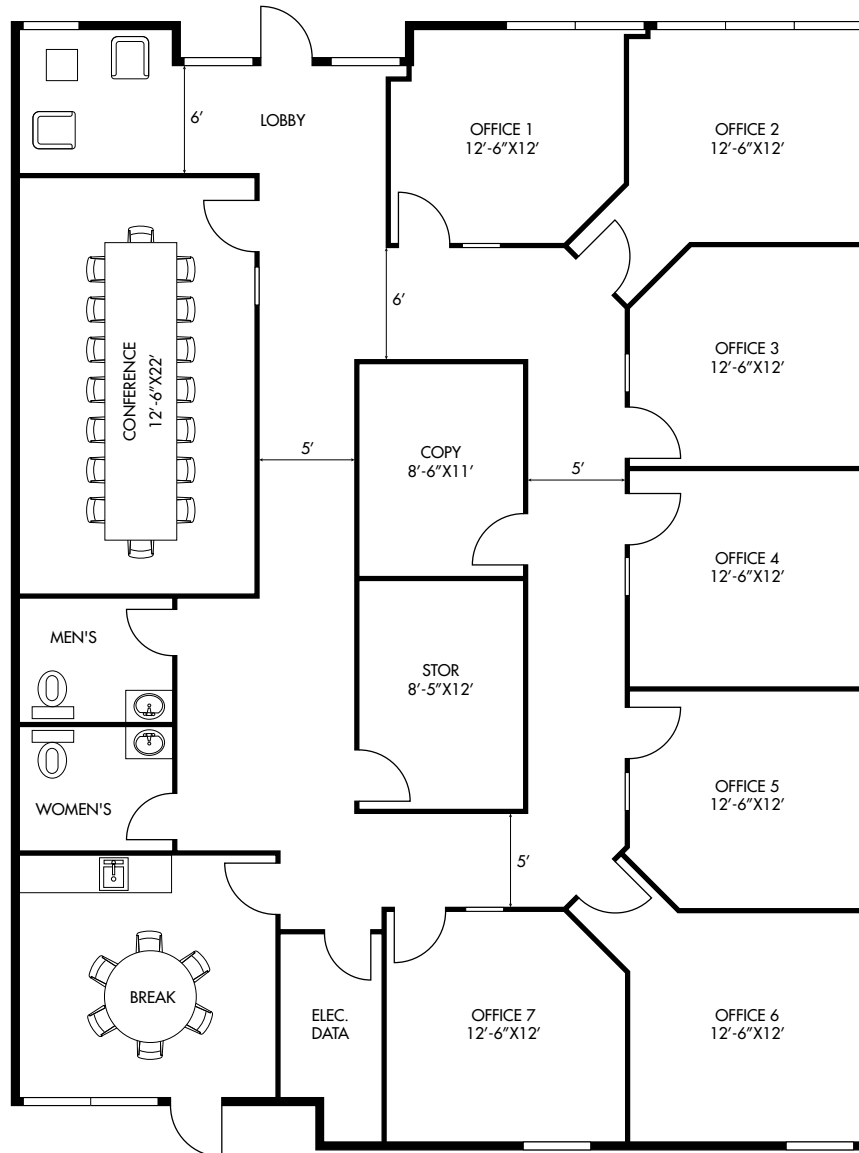 6’
LOBBY
OFFICE 1
12’-6”X12’
OFFICE 2
12’-6”X12’
6’
CONFERENCE
12’-6”X22’
OFFICE 3
12’-6”X12’
5’
COPY
8’-6”X11’
5’
OFFICE 4
12’-6”X12’
MEN'S
STOR
8’-5”X12’
WOMEN'S
OFFICE 5
12’-6”X12’
5’
BREAK
ELEC.
DATA
OFFICE 7
12’-6”X12’
OFFICE 6
12’-6”X12’